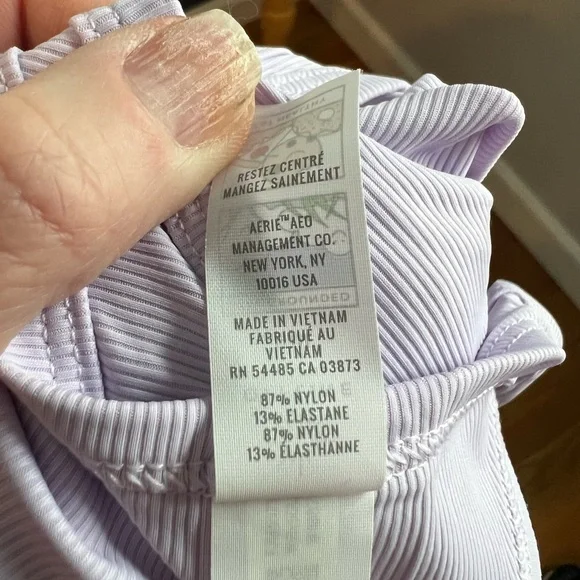 RESTEZ CENTRÉ
MANGEZ SAINEMENT
AERIE™ AEO
MANAGEMENT CO.
NEW YORK, NY
10016 USA
MADE IN VIETNAM
FABRIQUÉ AU
VIETNAM
RN 54485 CA 03873
87% NYLON
13% ELASTANE
87% NYLON
13% ÉLASTHANNE